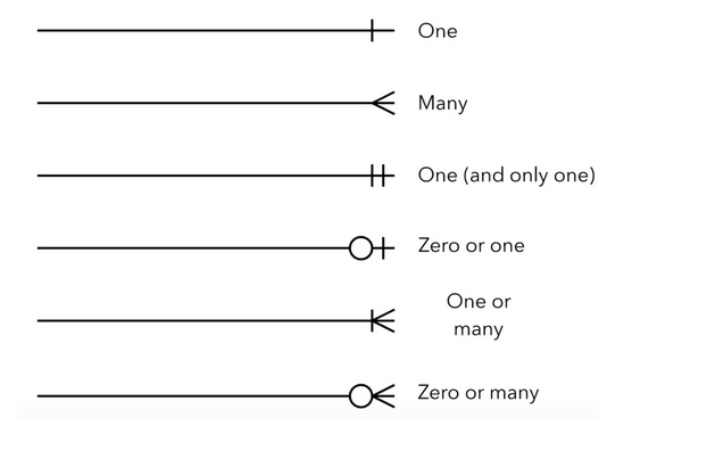 One
Many
One (and only one)
Zero or one
One or
many
Zero or many